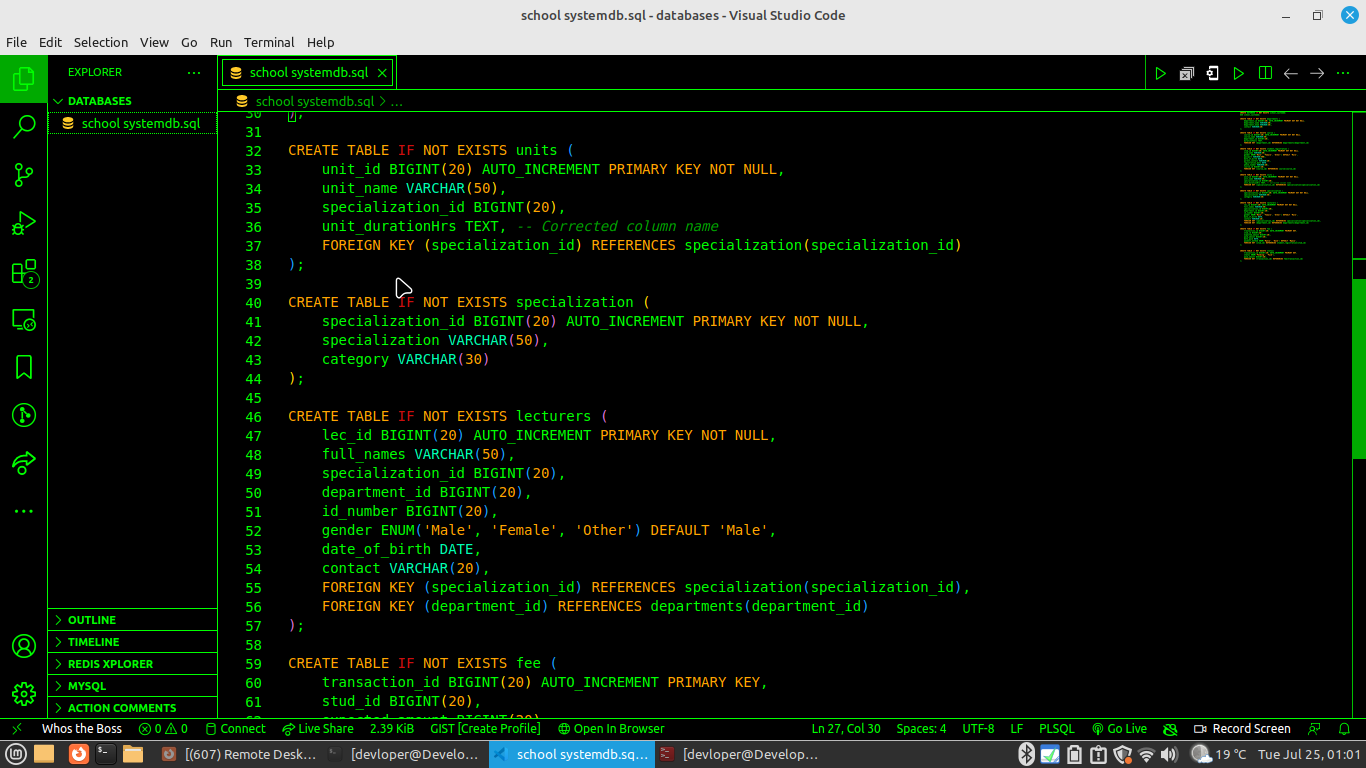 school systemdb.sql - databases - Visual Studio Code
File Edit Selection View Go Run Terminal Help
EXPLORER
school systemdb.sql
DATABASES
school systemdb.sql
school systemdb.sql > ...
30 );
31
32 CREATE TABLE IF NOT EXISTS units (
33 unit_id BIGINT(20) AUTO_INCREMENT PRIMARY KEY NOT NULL,
34 unit_name VARCHAR(50),
35 specialization_id BIGINT(20),
36 unit_durationHrs TEXT, -- Corrected column name
37 FOREIGN KEY (specialization_id) REFERENCES specialization(specialization_id)
38 );
39
40 CREATE TABLE IF NOT EXISTS specialization (
41 specialization_id BIGINT(20) AUTO_INCREMENT PRIMARY KEY NOT NULL,
42 specialization VARCHAR(50),
43 category VARCHAR(30)
44 );
45
46 CREATE TABLE IF NOT EXISTS lecturers (
47 lec_id BIGINT(20) AUTO_INCREMENT PRIMARY KEY NOT NULL,
48 full_names VARCHAR(50),
49 specialization_id BIGINT(20),
50 department_id BIGINT(20),
51 id_number BIGINT(20),
52 gender ENUM('Male', 'Female', 'Other') DEFAULT 'Male',
53 date_of_birth DATE,
54 contact VARCHAR(20),
55 FOREIGN KEY (specialization_id) REFERENCES specialization(specialization_id),
56 FOREIGN KEY (department_id) REFERENCES departments(department_id)
57 );
58
59 CREATE TABLE IF NOT EXISTS fee (
60 transaction_id BIGINT(20) AUTO_INCREMENT PRIMARY KEY,
61 stud_id BIGINT(20),
2
OUTLINE
TIMELINE
REDIS XPLORER
MYSQL
ACTION COMMENTS
Whos the Boss 0 0 Connect Live Share 2.39 KiB GIST [Create Profile] Open In Browser Ln 27, Col 30 Spaces: 4 UTF-8 LF PLSQL Go Live Record Screen
[(607) Remote Desk... [devloper@Develo... school systemdb.sq... [devloper@Develop... 19 °C Tue Jul 25, 01:01